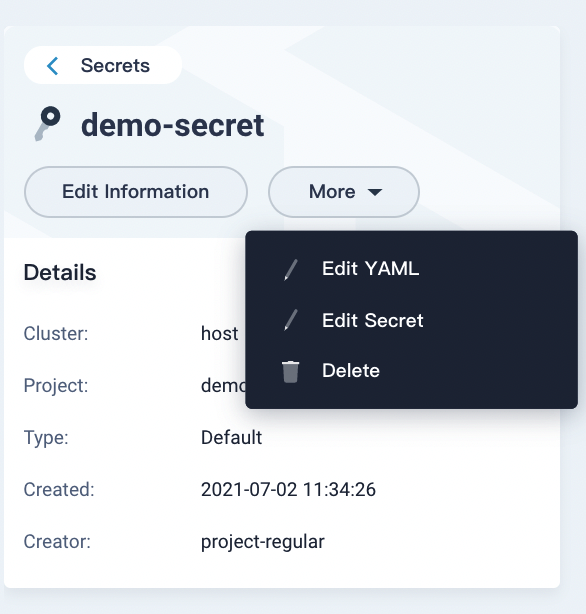 Secrets
demo-secret
Edit Information
More
Edit YAML
Edit Secret
Delete
Details
Cluster: host
Project:
Type: Default
Created: 2021-07-02 11:34:26
Creator: project-regular